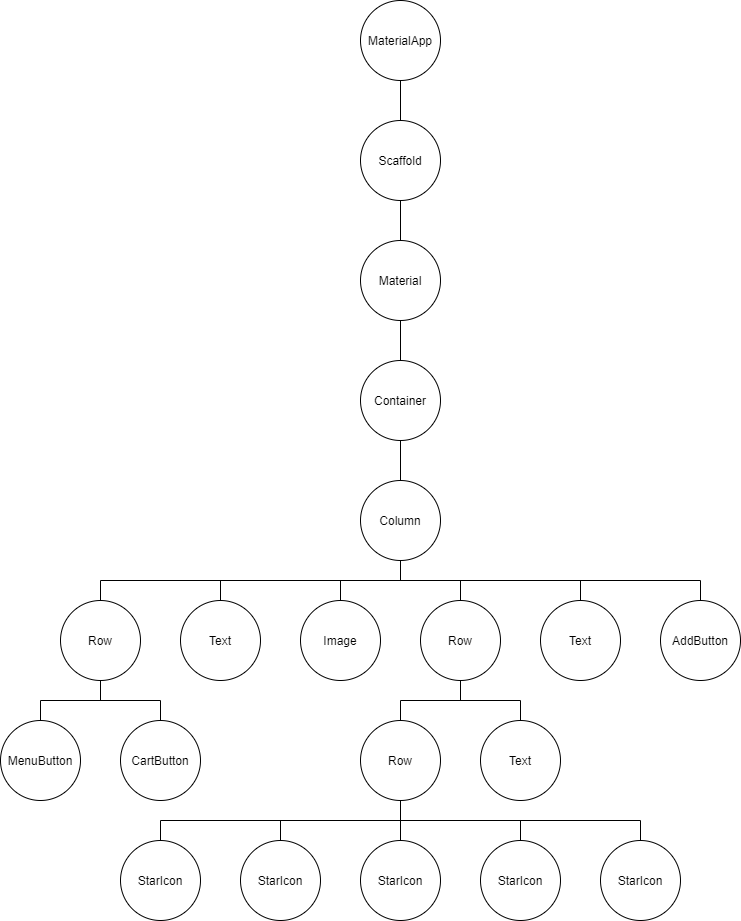 MaterialApp
Scaffold
Material
Container
Column
Row
Text
Image
Row
Text
AddButton
MenuButton
CartButton
Row
Text
StarIcon
StarIcon
StarIcon
StarIcon
StarIcon